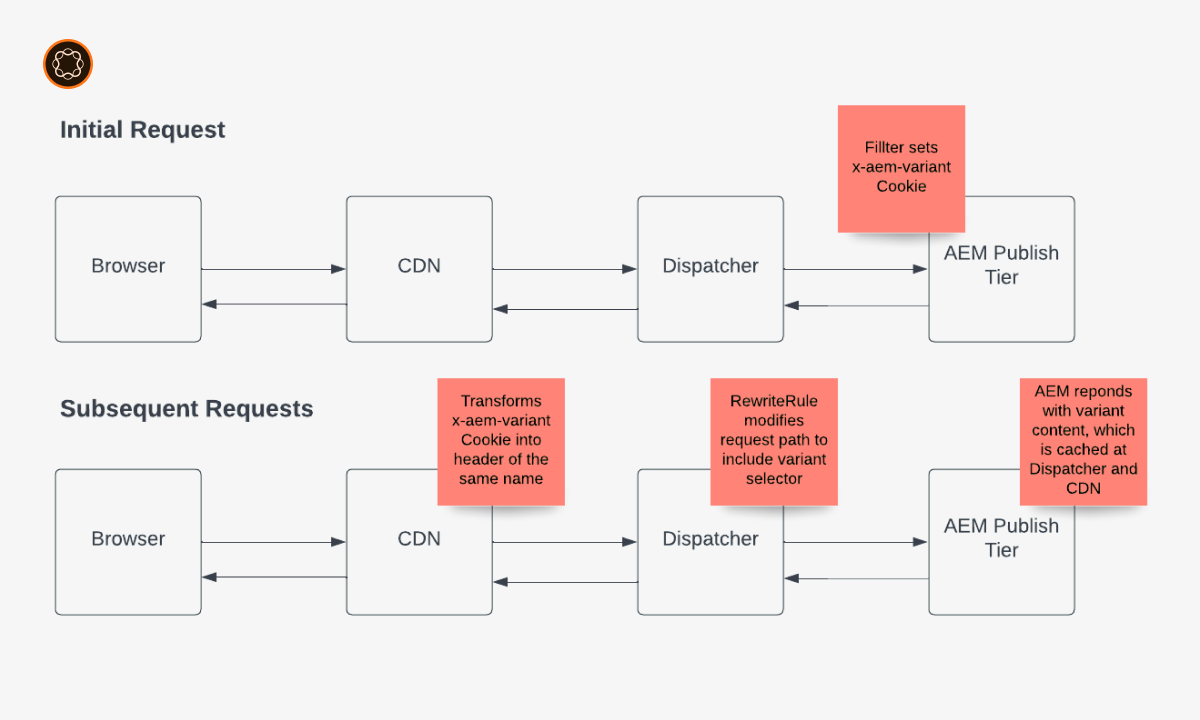 Initial Request
Fillter sets
x-aem-variant
Cookie
Browser
CDN
Dispatcher
AEM Publish
Tier
Subsequent Requests
Transforms
x-aem-variant
Cookie into
header of the
same name
RewriteRule
modifies
request path to
include variant
selector
AEM reponds
with variant
content, which
is cached at
Dispatcher and
CDN
Browser
CDN
Dispatcher
AEM Publish
Tier